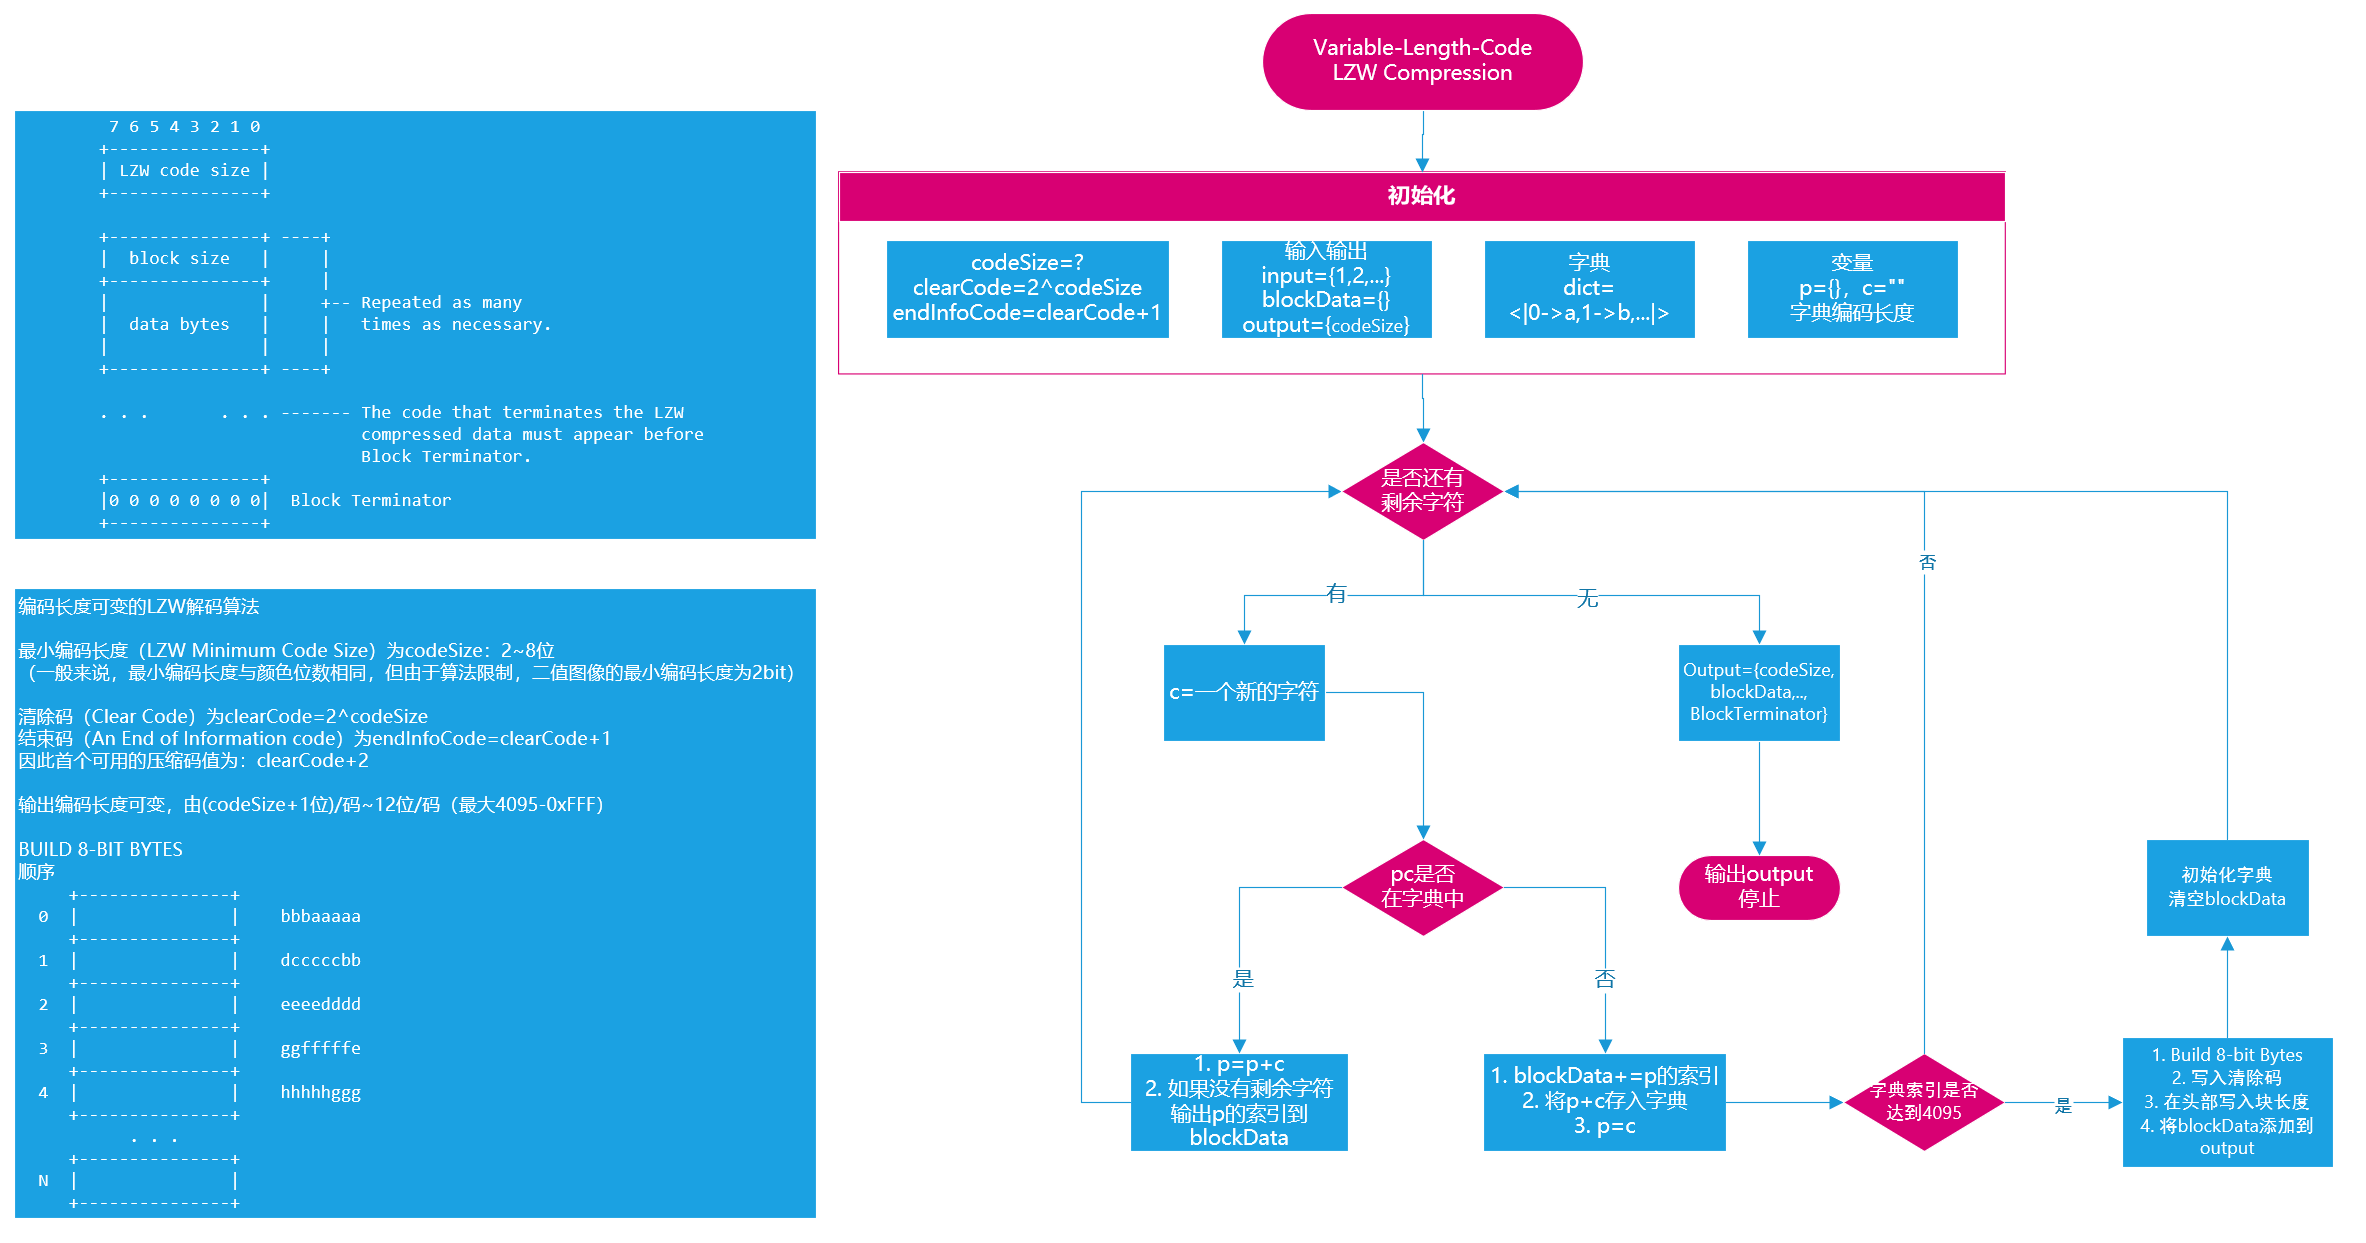 Variable-Length-Code
LZW Compression
7 6 5 4 3 2 1 0
+---------------+
| LZW code size |
+---------------+
+---------------+ ----+
| block size | |
+---------------+ |
| | +-- Repeated as many
| data bytes | | times as necessary.
| | |
+---------------+ ----+
. . . . . . ------- The code that terminates the LZW
compressed data must appear before
Block Terminator.
+---------------+
|0 0 0 0 0 0 0 0| Block Terminator
+---------------+
编码长度可变的LZW解码算法
最小编码长度（LZW Minimum Code Size）为codeSize：2~8位
（一般来说，最小编码长度与颜色位数相同，但由于算法限制，二值图像的最小编码长度为2bit）
清除码（Clear Code）为clearCode=2^codeSize
结束码（An End of Information code）为endInfoCode=clearCode+1
因此首个可用的压缩码值为：clearCode+2
输出编码长度可变，由(codeSize+1位)/码~12位/码（最大4095-0xFFF）
BUILD 8-BIT BYTES
顺序
+---------------+
0 | | bbbaaaaa
+---------------+
1 | | dcccccbb
+---------------+
2 | | eeeedddd
+---------------+
3 | | ggfffffe
+---------------+
4 | | hhhhhggg
+---------------+
. . .
+---------------+
N | |
+---------------+
初始化
codeSize=?
clearCode=2^codeSize
endInfoCode=clearCode+1
输入输出
input={1,2,...}
blockData={}
output={codeSize}
字典
dict=
<|0->a,1->b,...|>
变量
p={}，c=""
字典编码长度
是否还有
剩余字符
有
无
否
c=一个新的字符
Output={codeSize,
blockData,..,
BlockTerminator}
输出output
停止
pc是否
在字典中
是
否
1. p=p+c
2. 如果没有剩余字符
输出p的索引到
blockData
1. blockData+=p的索引
2. 将p+c存入字典
3. p=c
字典索引是否
达到4095
是
1. Build 8-bit Bytes
2. 写入清除码
3. 在头部写入块长度
4. 将blockData添加到
output
初始化字典
清空blockData